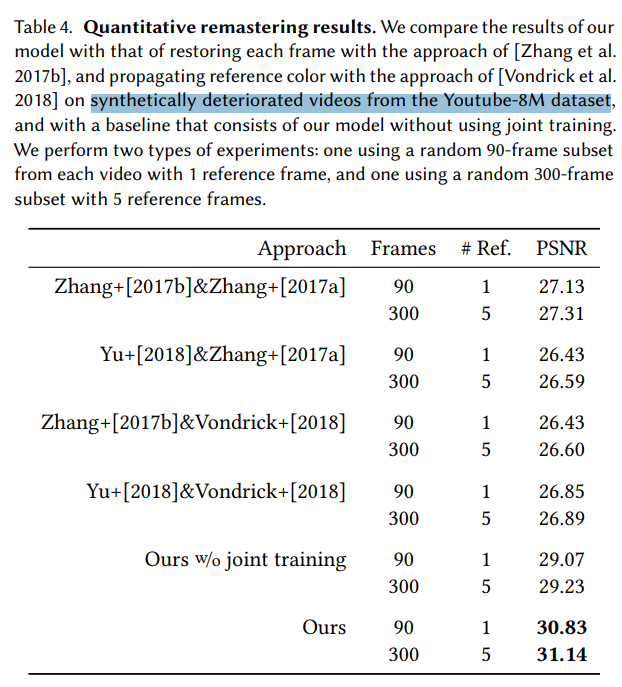 Table 4. Quantitative remastering results. We compare the results of our
model with that of restoring each frame with the approach of [Zhang et al.
2017b], and propagating reference color with the approach of [Vondrick et al.
2018] on synthetically deteriorated videos from the Youtube-8M dataset,
and with a baseline that consists of our model without using joint training.
We perform two types of experiments: one using a random 90-frame subset
from each video with 1 reference frame, and one using a random 300-frame
subset with 5 reference frames.
Approach Frames # Ref. PSNR
Zhang+[2017b]&Zhang+[2017a] 90 1 27.13
300 5 27.31
Yu+[2018]&Zhang+[2017a] 90 1 26.43
300 5 26.59
Zhang+[2017b]&Vondrick+[2018] 90 1 26.43
300 5 26.60
Yu+[2018]&Vondrick+[2018] 90 1 26.85
300 5 26.89
Ours w/o joint training 90 1 29.07
300 5 29.23
Ours 90 1 30.83
300 5 31.14